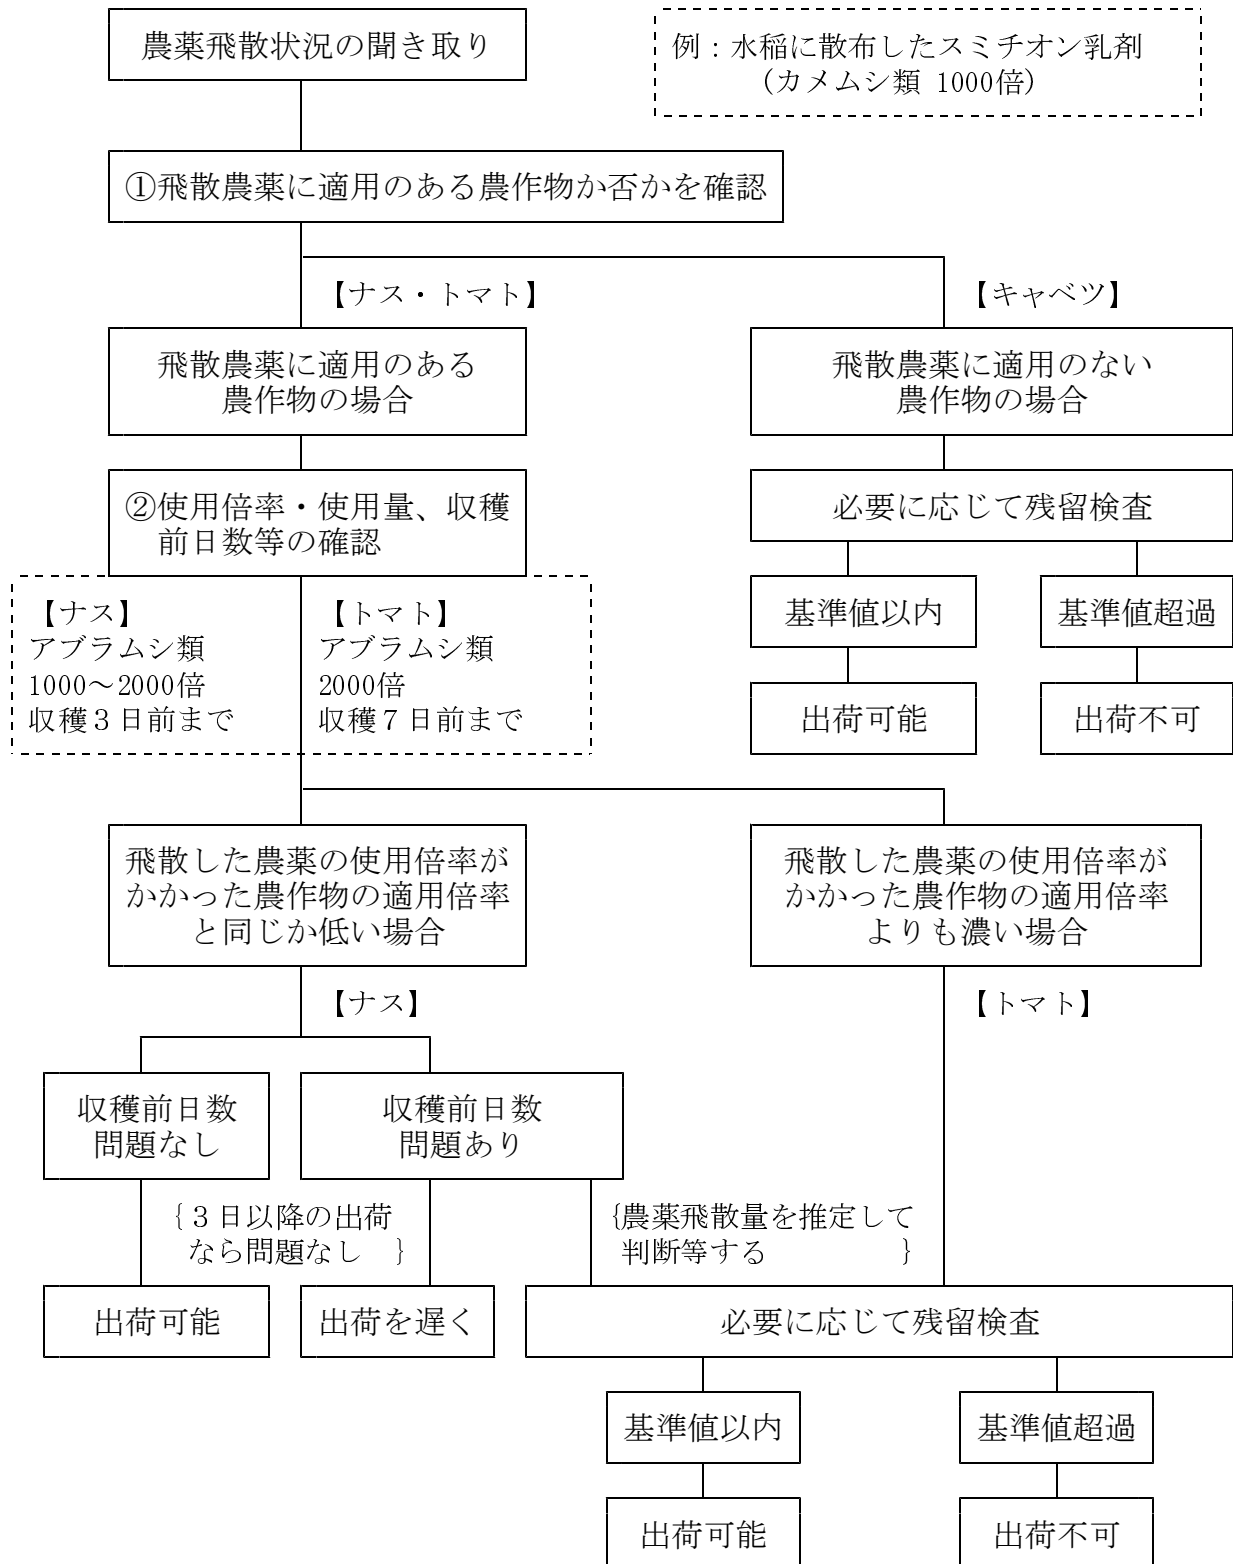 農薬飛散状況の聞き取り
例：水稲に散布したスミチオン乳剤
（カメムシ類 1000倍）
①飛散農薬に適用のある農作物か否かを確認
【ナス・トマト】
【キャベツ】
飛散農薬に適用のある
農作物の場合
飛散農薬に適用のない
農作物の場合
②使用倍率・使用量、収穫
前日数等の確認
必要に応じて残留検査
基準値以内
基準値超過
出荷可能
出荷不可
【ナス】
アブラムシ類
1000～2000倍
収穫３日前まで
【トマト】
アブラムシ類
2000倍
収穫７日前まで
飛散した農薬の使用倍率が
かかった農作物の適用倍率
と同じか低い場合
飛散した農薬の使用倍率が
かかった農作物の適用倍率
よりも濃い場合
【ナス】
【トマト】
収穫前日数
問題なし
収穫前日数
問題あり
{３日以降の出荷
なら問題なし }
{農薬飛散量を推定して
判断等する }
出荷可能
出荷を遅く
必要に応じて残留検査
基準値以内
基準値超過
出荷可能
出荷不可